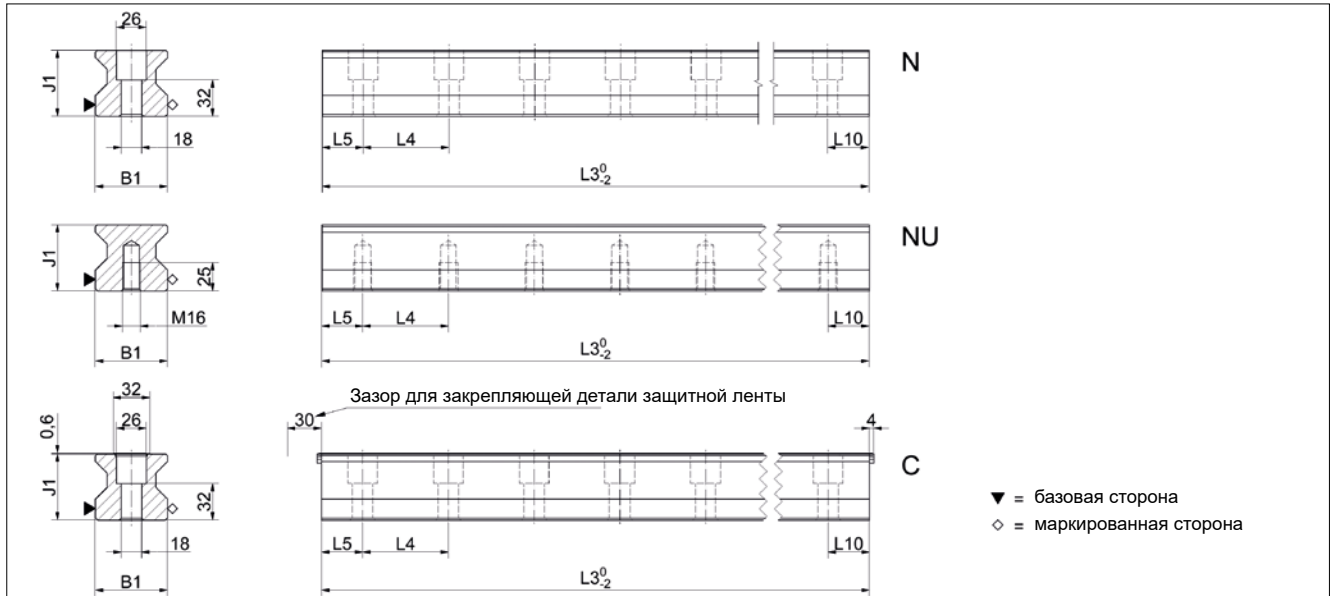 26
J1
32
18
B1
L5
L4
L10
L3 0 -2
N
J1
25
M16
B1
L5
L4
L10
L3 0 -2
NU
32
26
0,6
J1
32
18
B1
Зазор для закрепляющей детали защитной ленты
30
4
L5
L4
L10
L3 0 -2
C
▼ = базовая сторона
◇ = маркированная сторона